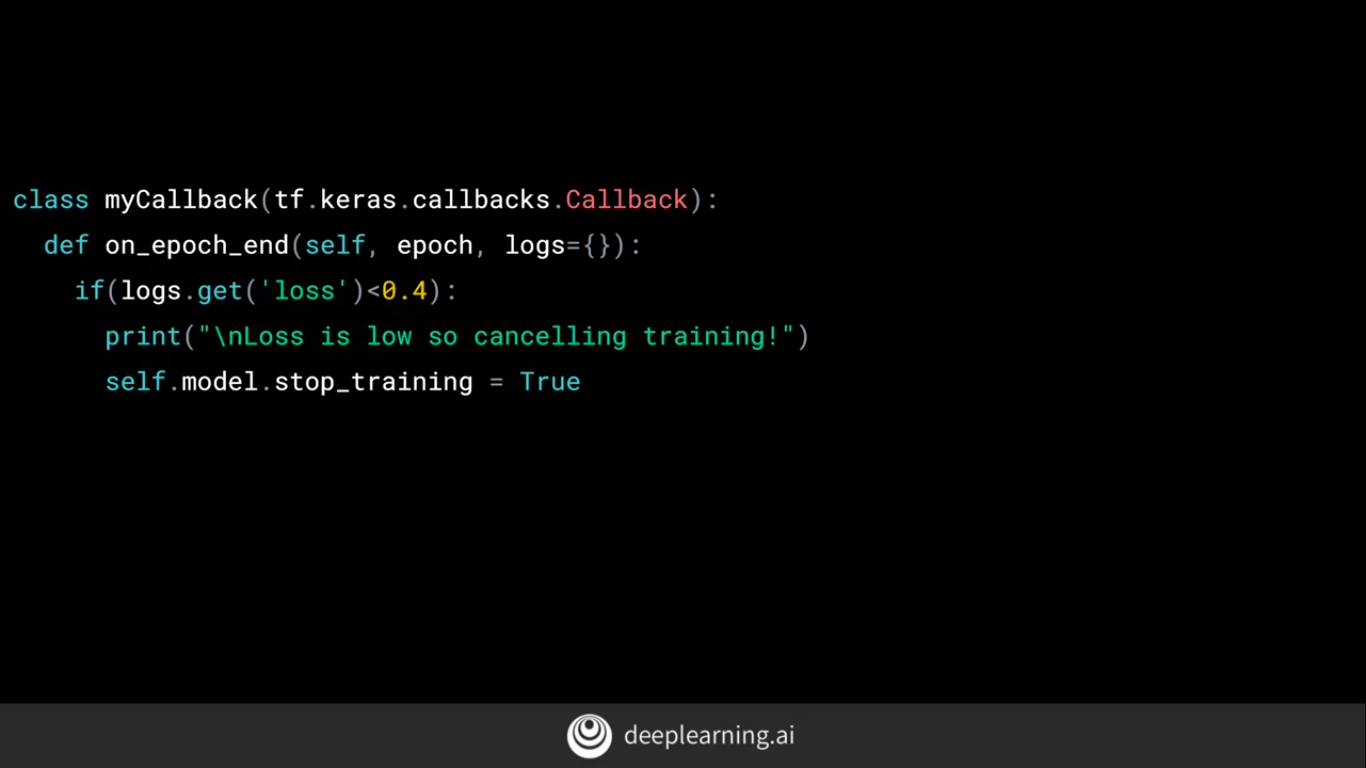 class myCallback(tf.keras.callbacks.Callback):
  def on_epoch_end(self, epoch, logs={}):
    if(logs.get('loss')<0.4):
      print("\nLoss is low so cancelling training!")
      self.model.stop_training = True
deeplearning.ai